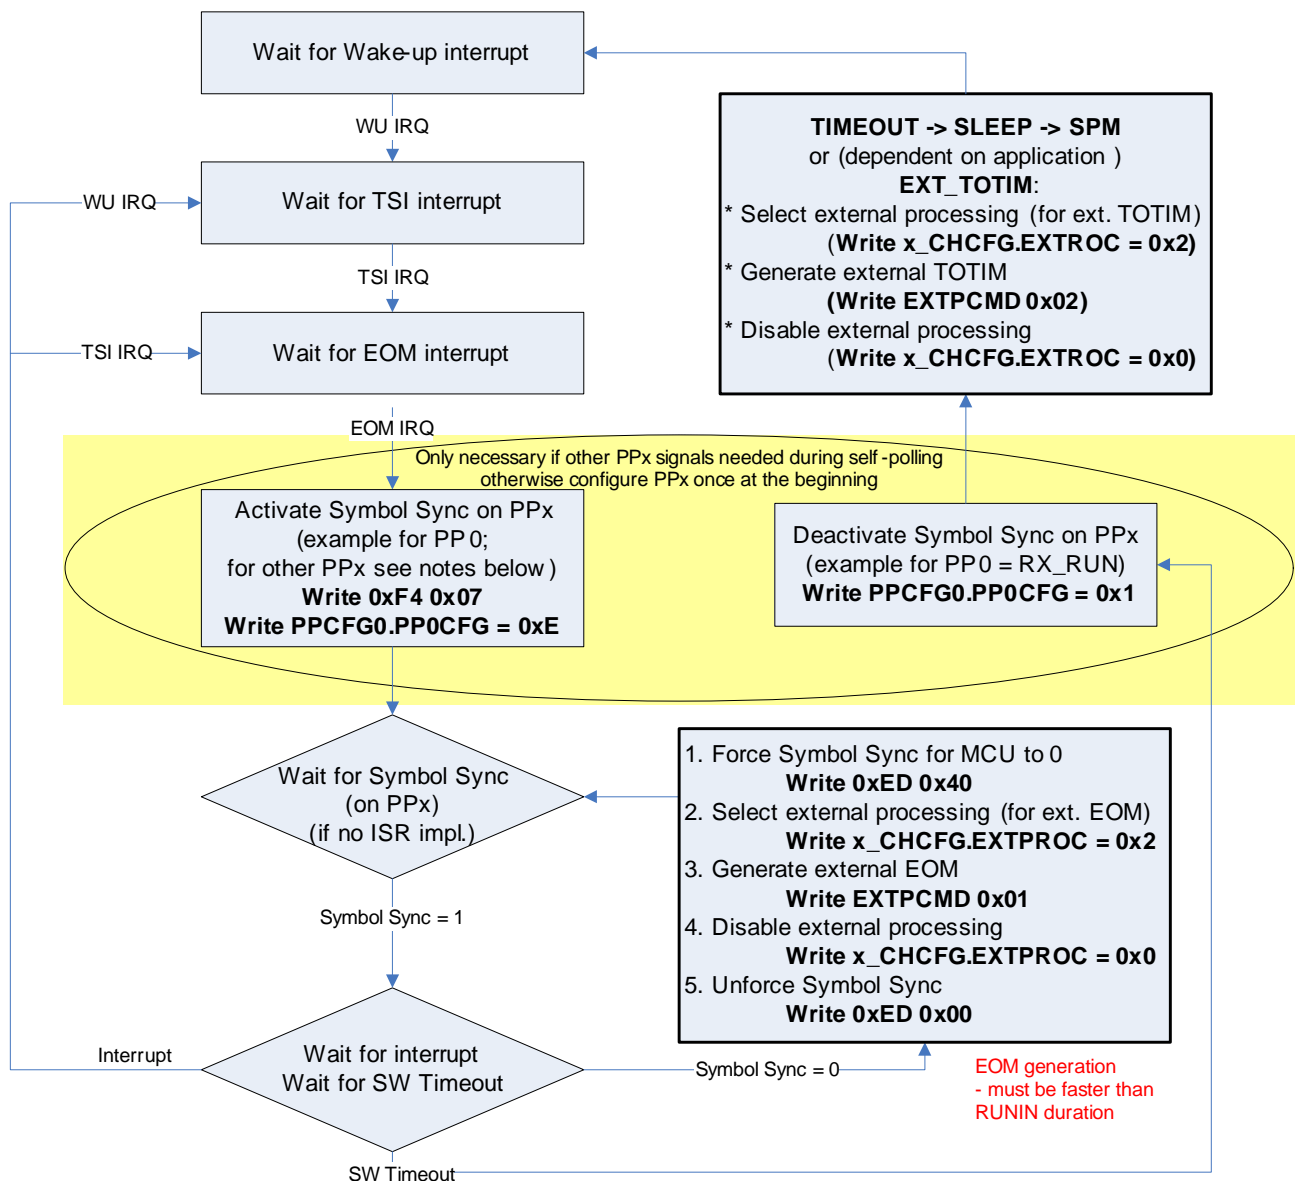 Wait for Wake-up interrupt
WU IRQ
Wait for TSI interrupt
WU IRQ
TSI IRQ
Wait for EOM interrupt
TSI IRQ
EOM IRQ
TIMEOUT -> SLEEP -> SPM
or (dependent on application )
EXT_TOTIM:
* Select external processing (for ext. TOTIM)
(Write x_CHCFG.EXTROC = 0x2)
* Generate external TOTIM
(Write EXTPCMD 0x02)
* Disable external processing
(Write x_CHCFG.EXTROC = 0x0)
Only necessary if other PPx signals needed during self -polling
otherwise configure PPx once at the beginning
Activate Symbol Sync on PPx
(example for PP0;
for other PPx see notes below )
Write 0xF4 0x07
Write PPCFG0.PP0CFG = 0xE
Deactivate Symbol Sync on PPx
(example for PP0 = RX_RUN)
Write PPCFG0.PP0CFG = 0x1
Wait for Symbol Sync
(on PPx)
(if no ISR impl.)
1. Force Symbol Sync for MCU to 0
Write 0xED 0x40
2. Select external processing (for ext. EOM)
Write x_CHCFG.EXTPROC = 0x2
3. Generate external EOM
Write EXTPCMD 0x01
4. Disable external processing
Write x_CHCFG.EXTPROC = 0x0
5. Unforce Symbol Sync
Write 0xED 0x00
Symbol Sync = 1
Interrupt
Wait for interrupt
Wait for SW Timeout
Symbol Sync = 0
EOM generation
- must be faster than
RUNIN duration
SW Timeout